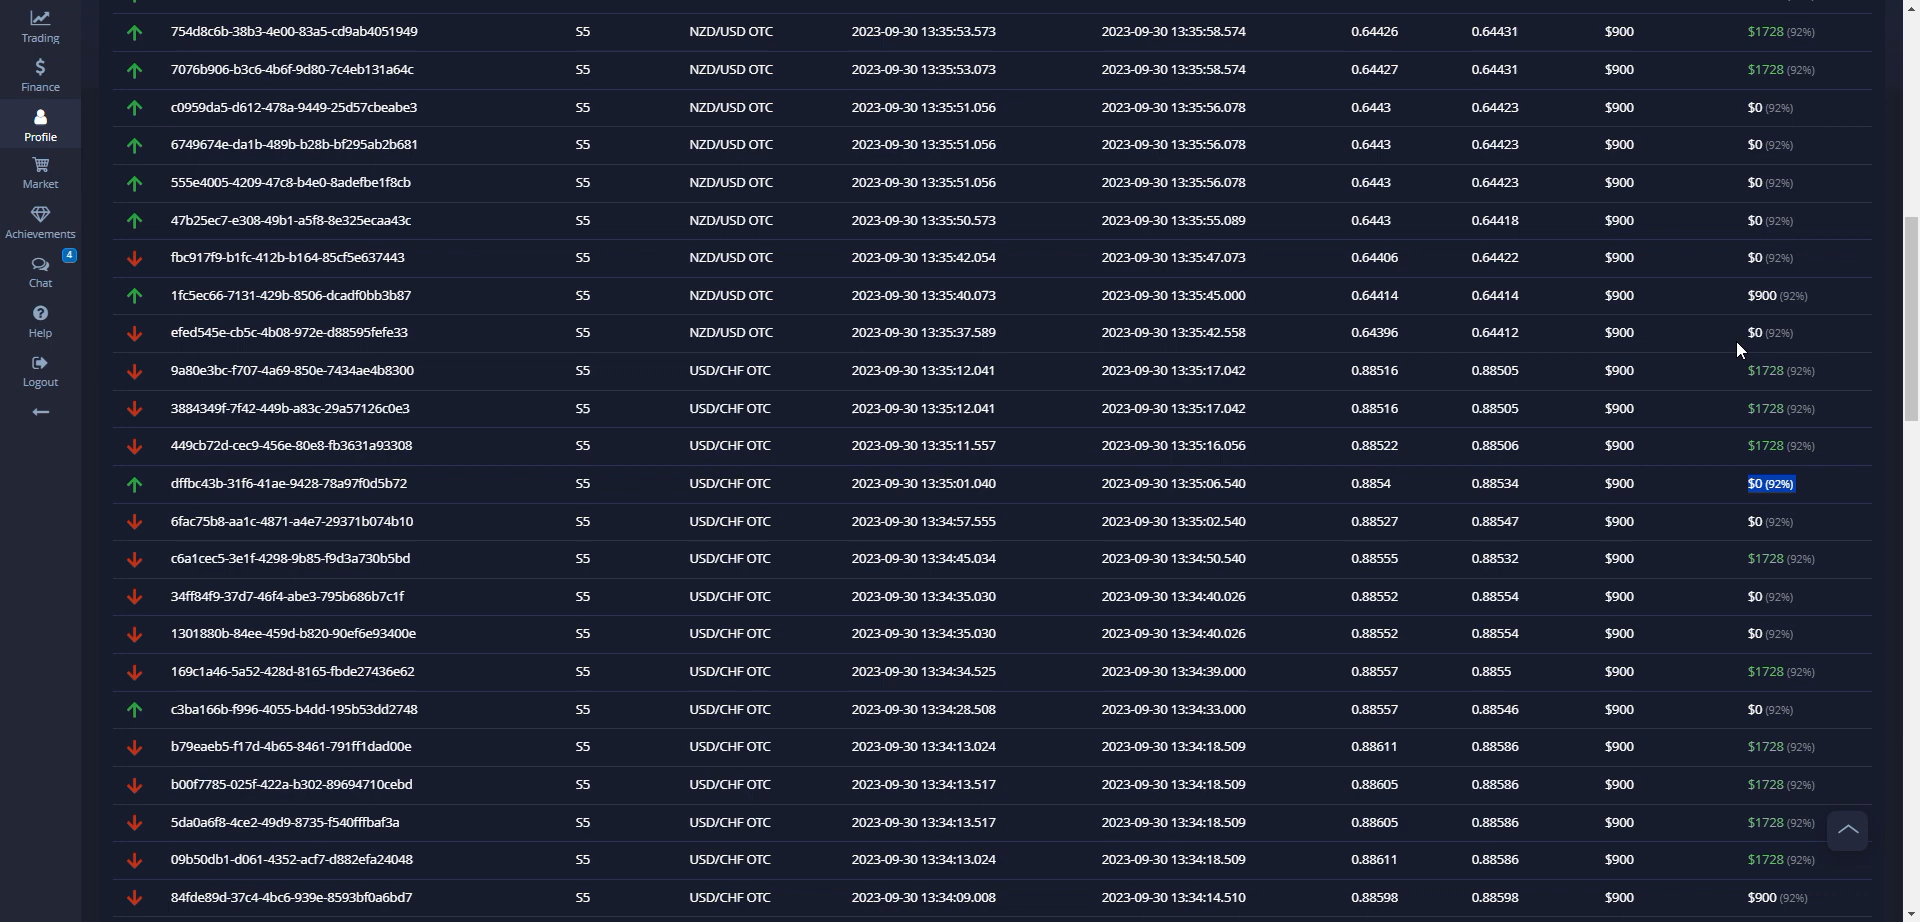 Trading
Finance
Profile
Market
Achievements
4
Chat
Help
Logout
754d8c6b-38b3-4e00-83a5-cd9ab4051949 S5 NZD/USD OTC 2023-09-30 13:35:53.573 2023-09-30 13:35:58.574 0.64426 0.64431 $900 $1728 (92%)
7076b906-b3c6-4b6f-9d80-7c4eb131a64c S5 NZD/USD OTC 2023-09-30 13:35:53.073 2023-09-30 13:35:58.574 0.64427 0.64431 $900 $1728 (92%)
c0959da5-d612-478a-9449-25d57cbeabe3 S5 NZD/USD OTC 2023-09-30 13:35:51.056 2023-09-30 13:35:56.078 0.6443 0.64423 $900 $0 (92%)
6749674e-da1b-489b-b28b-bf295ab2b681 S5 NZD/USD OTC 2023-09-30 13:35:51.056 2023-09-30 13:35:56.078 0.6443 0.64423 $900 $0 (92%)
555e4005-4209-47c8-b4e0-8adefbe1f8cb S5 NZD/USD OTC 2023-09-30 13:35:51.056 2023-09-30 13:35:56.078 0.6443 0.64423 $900 $0 (92%)
47b25ec7-e308-49b1-a5f8-8e325ecaa43c S5 NZD/USD OTC 2023-09-30 13:35:50.573 2023-09-30 13:35:55.089 0.6443 0.64418 $900 $0 (92%)
fbc917f9-b1fc-412b-b164-85cf5e637443 S5 NZD/USD OTC 2023-09-30 13:35:42.054 2023-09-30 13:35:47.073 0.64406 0.64422 $900 $0 (92%)
1fc5ec66-7131-429b-8506-dcadf0bb3b87 S5 NZD/USD OTC 2023-09-30 13:35:40.073 2023-09-30 13:35:45.000 0.64414 0.64414 $900 $900 (92%)
efed545e-cb5c-4b08-972e-d88595fefe33 S5 NZD/USD OTC 2023-09-30 13:35:37.589 2023-09-30 13:35:42.558 0.64396 0.64412 $900 $0 (92%)
9a80e3bc-f707-4a69-850e-7434ae4b8300 S5 USD/CHF OTC 2023-09-30 13:35:12.041 2023-09-30 13:35:17.042 0.88516 0.88505 $900 $1728 (92%)
3884349f-7f42-449b-a83c-29a57126c0e3 S5 USD/CHF OTC 2023-09-30 13:35:12.041 2023-09-30 13:35:17.042 0.88516 0.88505 $900 $1728 (92%)
449cb72d-cec9-456e-80e8-fb3631a93308 S5 USD/CHF OTC 2023-09-30 13:35:11.557 2023-09-30 13:35:16.056 0.88522 0.88506 $900 $1728 (92%)
dffbc43b-31f6-41ae-9428-78a97f0d5b72 S5 USD/CHF OTC 2023-09-30 13:35:01.040 2023-09-30 13:35:06.540 0.8854 0.88534 $900 $0 (92%)
6fac75b8-aa1c-4871-a4e7-29371b074b10 S5 USD/CHF OTC 2023-09-30 13:34:57.555 2023-09-30 13:35:02.540 0.88527 0.88547 $900 $0 (92%)
c6a1cec5-3e1f-4298-9b85-f9d3a730b5bd S5 USD/CHF OTC 2023-09-30 13:34:45.034 2023-09-30 13:34:50.540 0.88555 0.88532 $900 $1728 (92%)
34ff84f9-37d7-46f4-abe3-795b686b7c1f S5 USD/CHF OTC 2023-09-30 13:34:35.030 2023-09-30 13:34:40.026 0.88552 0.88554 $900 $0 (92%)
1301880b-84ee-459d-b820-90ef6e93400e S5 USD/CHF OTC 2023-09-30 13:34:35.030 2023-09-30 13:34:40.026 0.88552 0.88554 $900 $0 (92%)
169c1a46-5a52-428d-8165-fbde27436e62 S5 USD/CHF OTC 2023-09-30 13:34:34.525 2023-09-30 13:34:39.000 0.88557 0.8855 $900 $1728 (92%)
c3ba166b-f996-4055-b4dd-195b53dd2748 S5 USD/CHF OTC 2023-09-30 13:34:28.508 2023-09-30 13:34:33.000 0.88557 0.88546 $900 $0 (92%)
b79eaeb5-f17d-4b65-8461-791ff1dad00e S5 USD/CHF OTC 2023-09-30 13:34:13.024 2023-09-30 13:34:18.509 0.88611 0.88586 $900 $1728 (92%)
b00f7785-025f-422a-b302-89694710cebd S5 USD/CHF OTC 2023-09-30 13:34:13.517 2023-09-30 13:34:18.509 0.88605 0.88586 $900 $1728 (92%)
5da0a6f8-4ce2-49d9-8735-f540fffbaf3a S5 USD/CHF OTC 2023-09-30 13:34:13.517 2023-09-30 13:34:18.509 0.88605 0.88586 $900 $1728 (92%)
09b50db1-d061-4352-acf7-d882efa24048 S5 USD/CHF OTC 2023-09-30 13:34:13.024 2023-09-30 13:34:18.509 0.88611 0.88586 $900 $1728 (92%)
84fde89d-37c4-4bc6-939e-8593bf0a6bd7 S5 USD/CHF OTC 2023-09-30 13:34:09.008 2023-09-30 13:34:14.510 0.88598 0.88598 $900 $900 (92%)